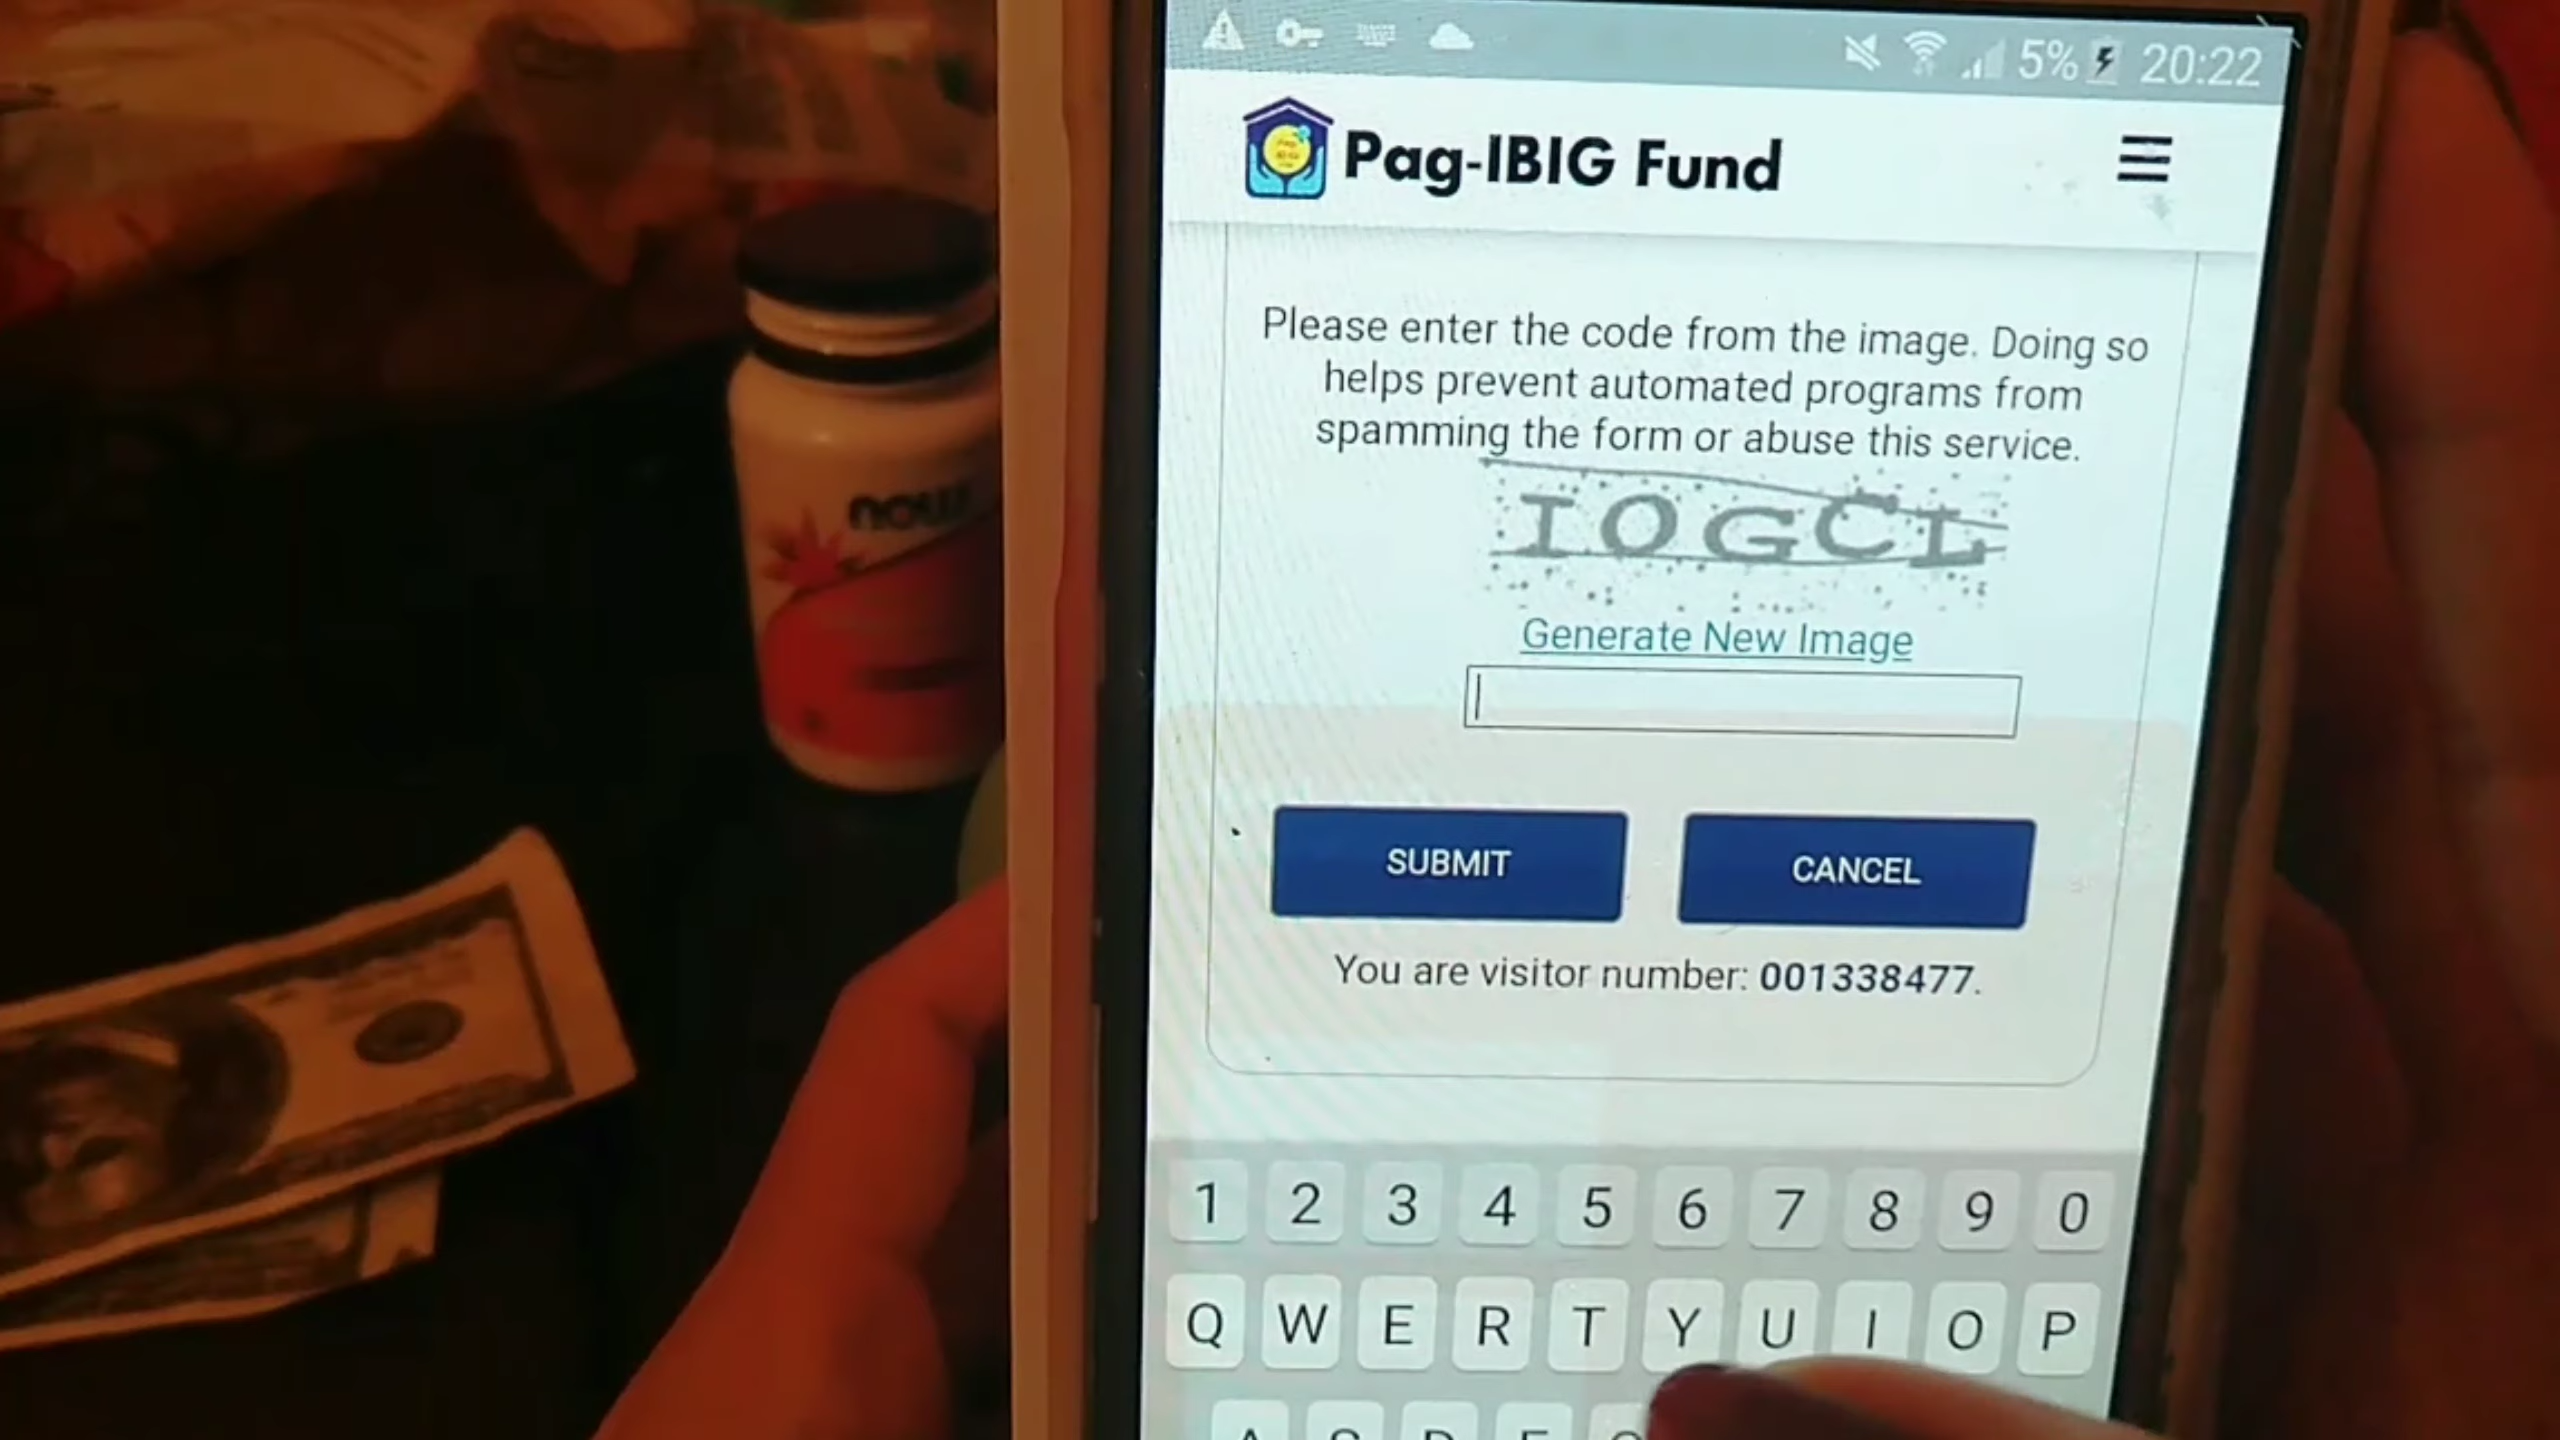 5% 20:22
Pag-IBIG Fund
Please enter the code from the image. Doing so
helps prevent automated programs from
spamming the form or abuse this service.
IOGCL
Generate New Image
SUBMIT CANCEL
You are visitor number: 001338477.
1 2 3 4 5 6 7 8 9 0
Q W E R T Y U I O P
now